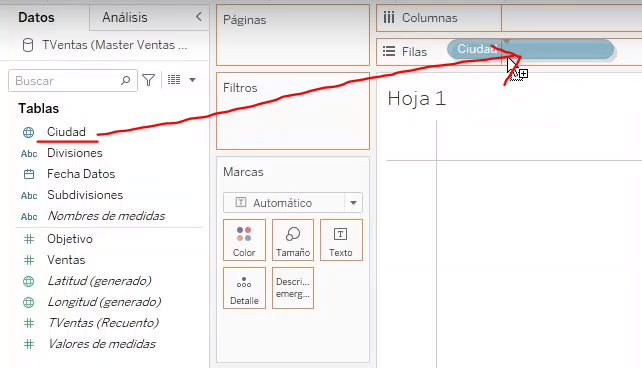 Datos
Análisis
TVentas (Master Ventas ...
Buscar
Tablas
Ciudad
Abc Divisiones
Fecha Datos
Abc Subdivisiones
Abc Nombres de medidas
Objetivo
Ventas
Latitud (generado)
Longitud (generado)
TVentas (Recuento)
Valores de medidas
Páginas
Filtros
Marcas
T Automático
Color
Tamaño
T Texto
Detalle
Descri...
emerg...
Columnas
Filas
Ciudad
Hoja 1